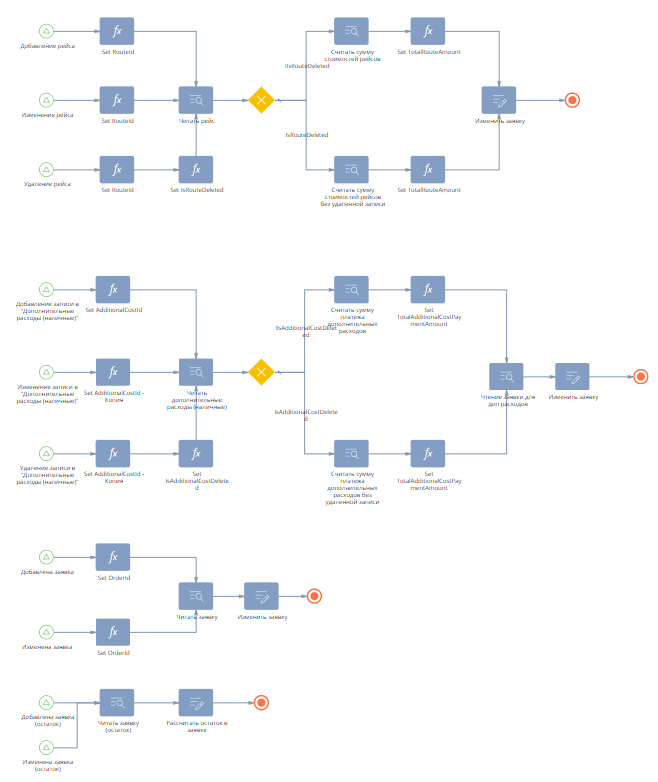 Добавление рейса
Set RouteId
Считать сумму
стоимостей рейсов
Set TotalRouteAmount
!IsRouteDeleted
Изменение рейса
Set RouteId
Читать рейс
Изменить заявку
IsRouteDeleted
Удаление рейса
Set RouteId
Set IsRouteDeleted
Считать сумму
стоимостей рейсов
без удаленной записи
Set TotalRouteAmount
Добавление записи в
"Дополнительные
расходы (наличные)"
Set AdditionalCostId
Считать сумму
платежа
дополнительных
расходов
Set
TotalAdditionalCostPay
mentAmount
!IsAdditionalCostDelet
ed
Изменение записи в
"Дополнительные
расходы (наличные)"
Set AdditionalCostId -
Копия
Читать
дополнительные
расходы (наличные)
Чтение заявки для
доп расходов
Изменить заявку
IsAdditionalCostDelete
d
Удаление записи в
"Дополнительные
расходы (наличные)"
Set AdditionalCostId -
Копия
Set
IsAdditionalCostDelete
d
Считать сумму
платежа
дополнительных
расходов без
удаленной записи
Set
TotalAdditionalCostPay
mentAmount
Добавлена заявка
Set OrderId
Читать заявку
Изменить заявку
Изменена заявка
Set OrderId
Добавлена заявка
(остаток)
Читать заявку
(остаток)
Рассчитать остаток в
заявке
Изменена заявка
(остаток)